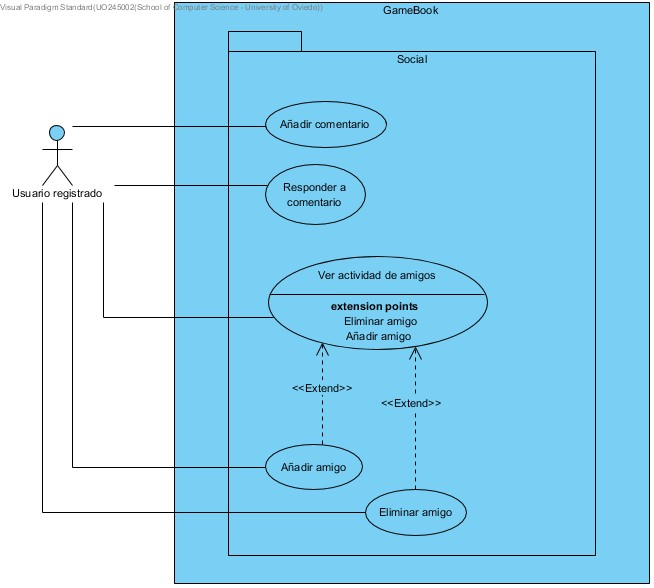 Visual Paradigm Standard(UO245002(School of Computer Science - University of Oviedo))
GameBook
Social
Añadir comentario
Responder a
comentario
Usuario registrado
Ver actividad de amigos
extension points
Eliminar amigo
Añadir amigo
<<Extend>>
<<Extend>>
Añadir amigo
Eliminar amigo